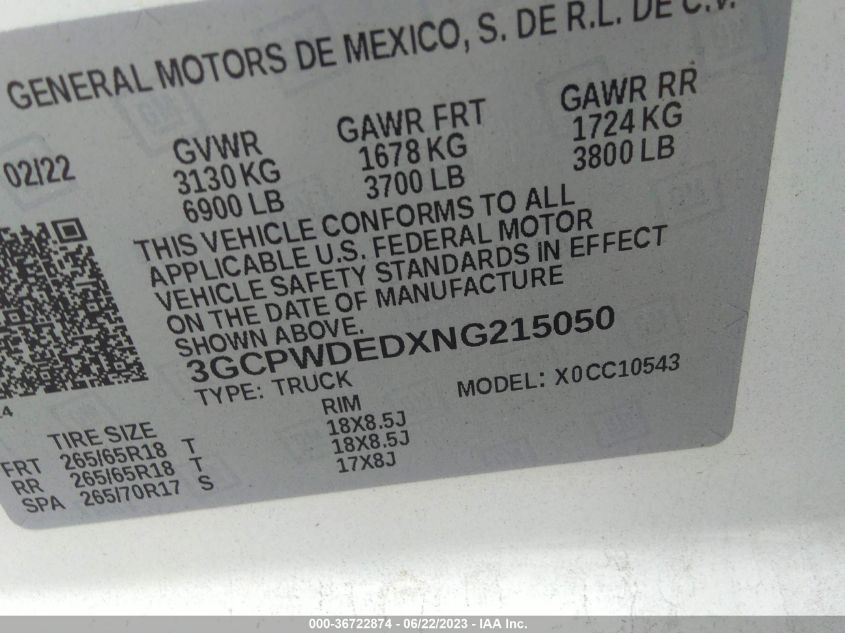 GENERAL MOTORS DE MEXICO, S. DE R.L. DE C.V.
02/22
GVWR
3130 KG
6900 LB
GAWR FRT
1678 KG
3700 LB
GAWR RR
1724 KG
3800 LB
THIS VEHICLE CONFORMS TO ALL
APPLICABLE U.S. FEDERAL MOTOR
VEHICLE SAFETY STANDARDS IN EFFECT
ON THE DATE OF MANUFACTURE
SHOWN ABOVE.
3GCPWDEDXNG215050
TYPE: TRUCK
MODEL: X0CC10543
TIRE SIZE RIM
FRT 265/65R18 T 18X8.5J
RR 265/65R18 T 18X8.5J
SPA 265/70R17 S 17X8J
000-36722874 - 06/22/2023 - IAA Inc.